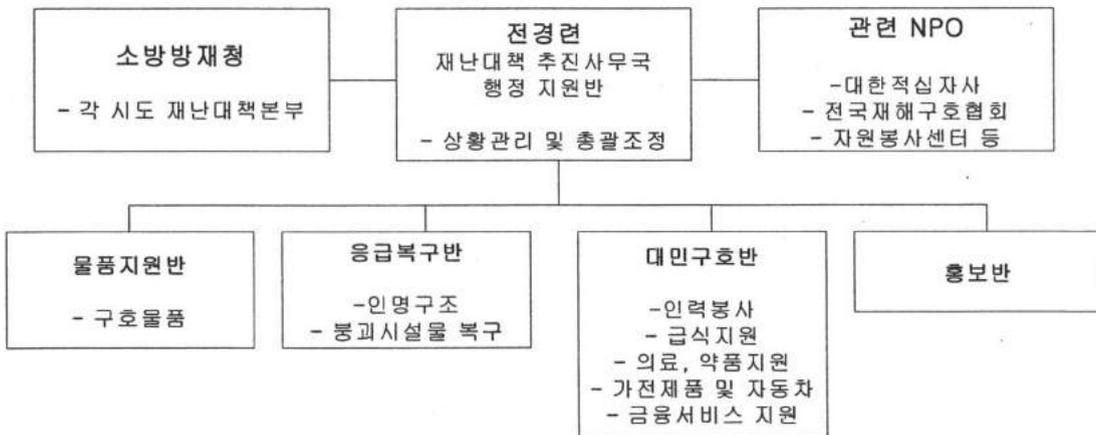 소방방재청
- 각 시도 재난대책본부
전경련
재난대책 추진사무국
행정 지원반
- 상황관리 및 총괄조정
관련 NPO
-대한적십자사
- 전국재해구호협회
- 자원봉사센터 등
물품지원반
- 구호물품
응급복구반
-인명구조
- 붕괴시설물 복구
대민구호반
-인력봉사
- 급식지원
- 의료, 약품지원
- 가전제품 및 자동차
- 금융서비스 지원
홍보반